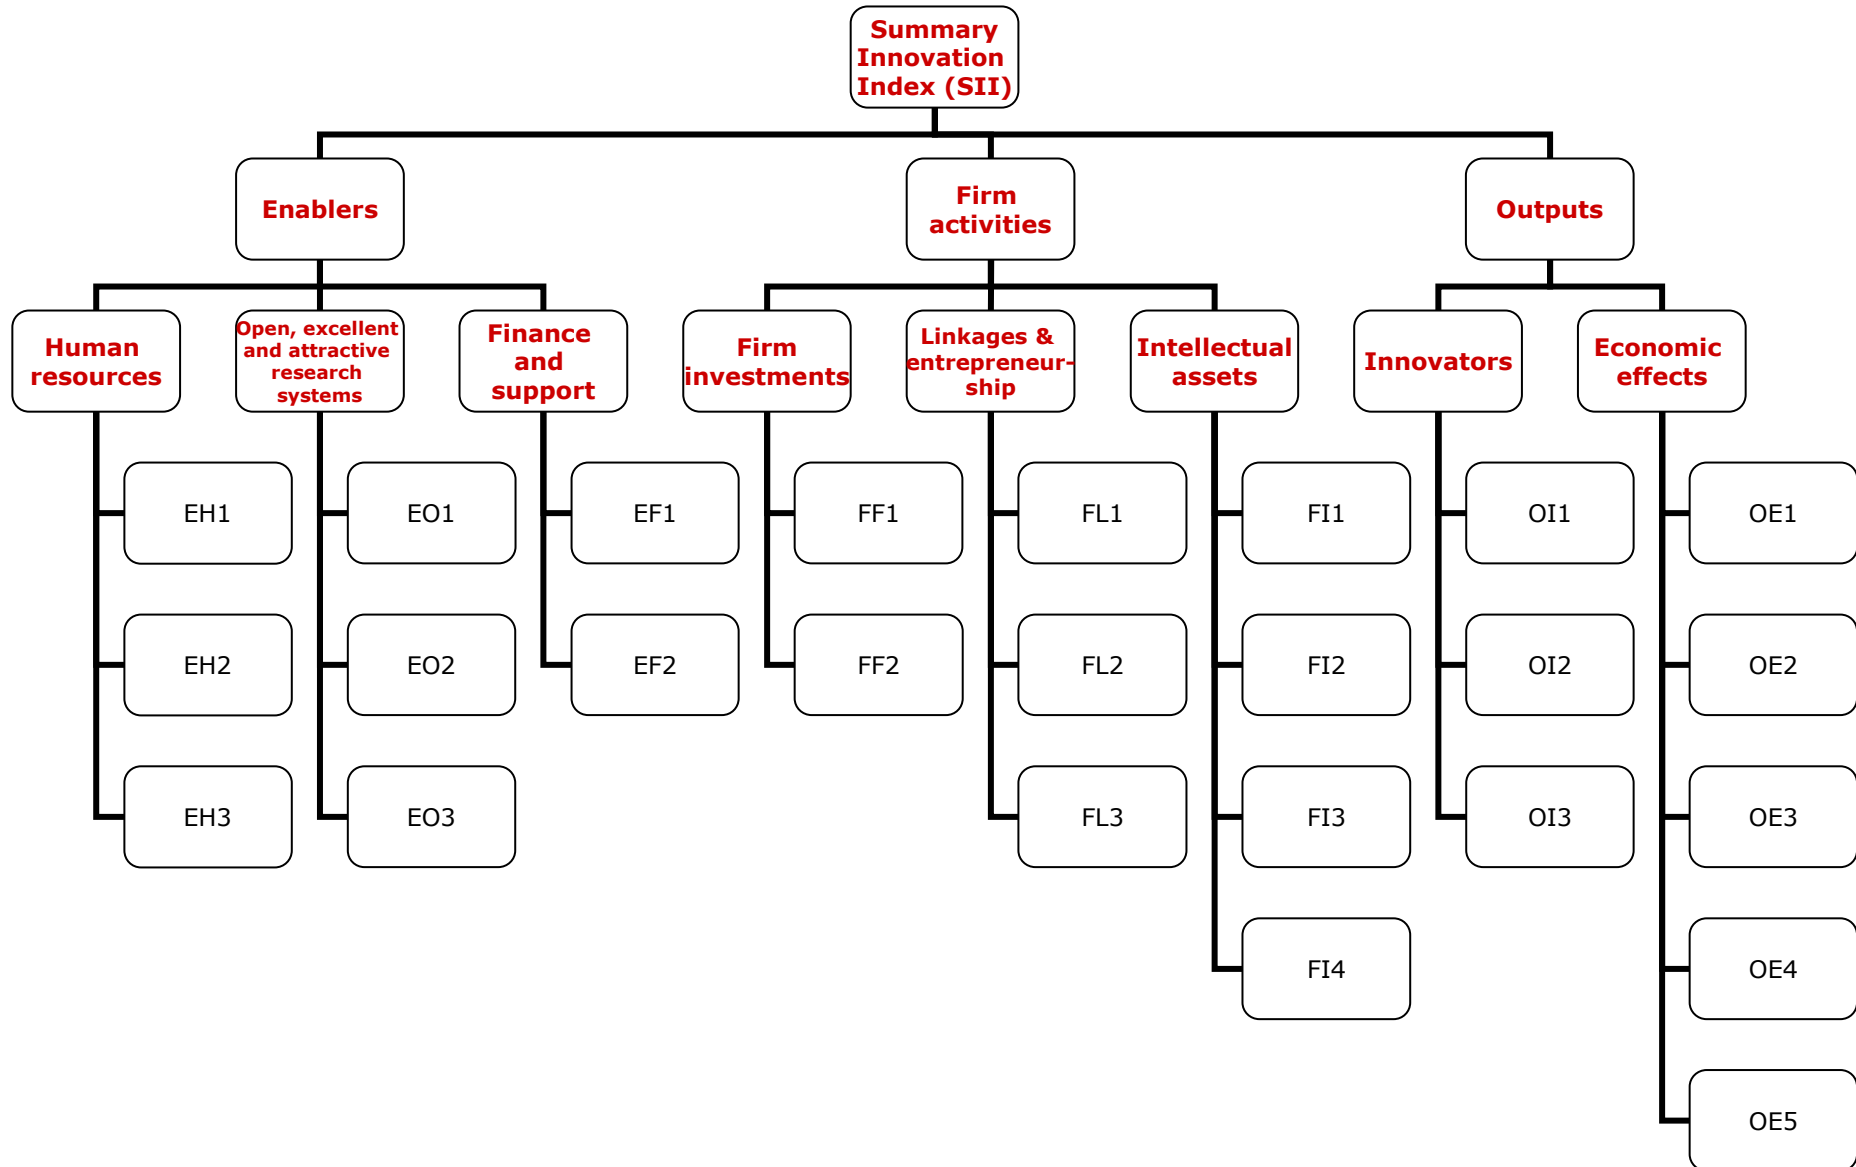 Summary
Innovation
Index (SII)
Enablers
Firm
activities
Outputs
Human
resources
Open, excellent
and attractive
research
systems
Finance
and
support
Firm
investments
Linkages &
entrepreneur-
ship
Intellectual
assets
Innovators
Economic
effects
EH1
EO1
EF1
FF1
FL1
FI1
OI1
OE1
EH2
EO2
EF2
FF2
FL2
FI2
OI2
OE2
EH3
EO3
FL3
FI3
OI3
OE3
FI4
OE4
OE5